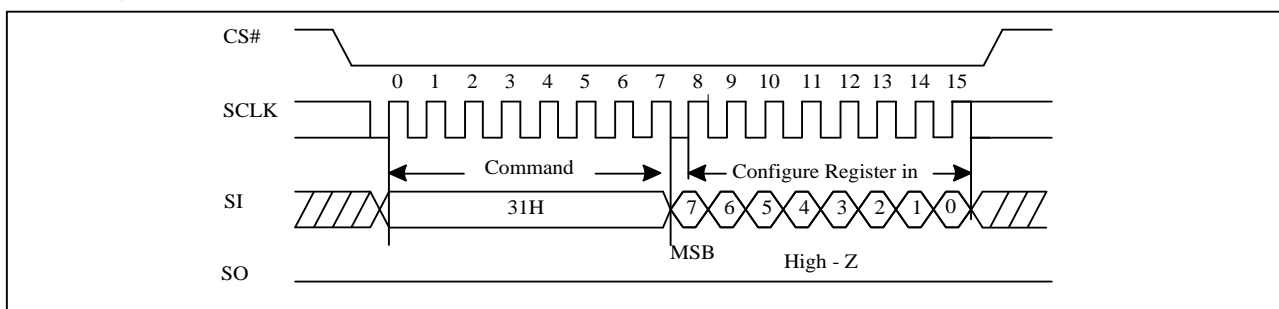 CS#
0 1 2 3 4 5 6 7 8 9 10 11 12 13 14 15
SCLK
Command Configure Register in
SI 31H 7 6 5 4 3 2 1 0
MSB High - Z
SO